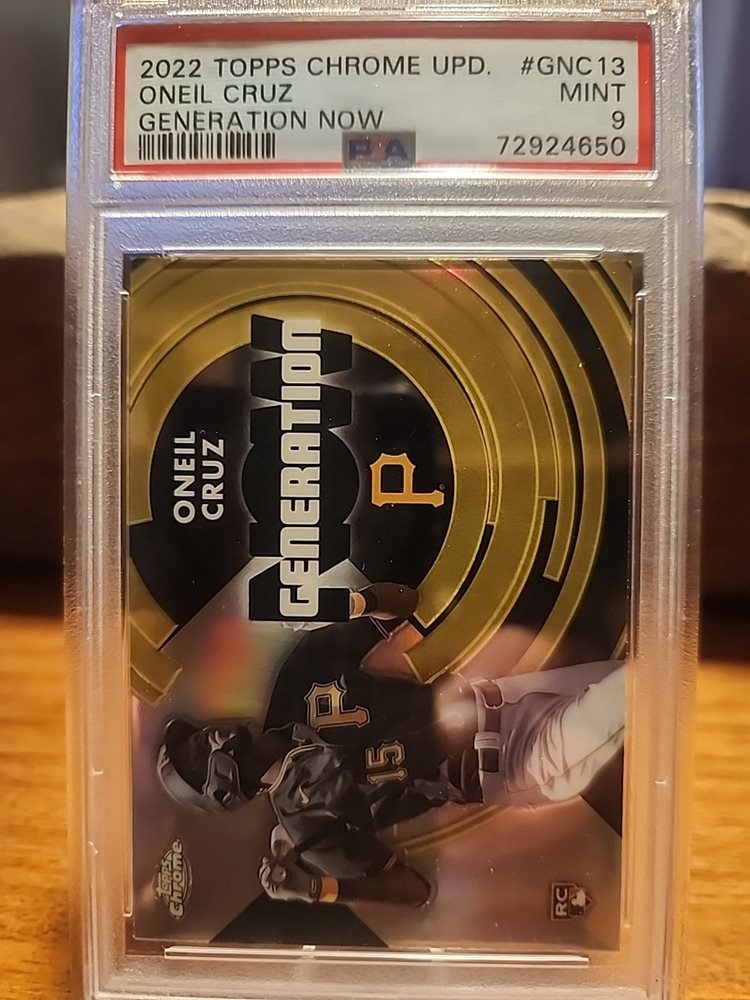 2022 TOPPS CHROME UPD. #GNC13
ONEIL CRUZ MINT
GENERATION NOW 9
72924650
ONEIL
CRUZ
NOW
GENERATION
P
P
15
Topps
Chrome
RC